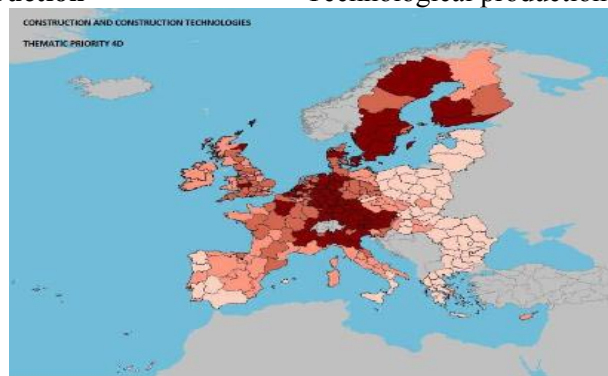 Technological production
CONSTRUCTION AND CONSTRUCTION TECHNOLOGIES
THEMATIC PRIORITY 4D